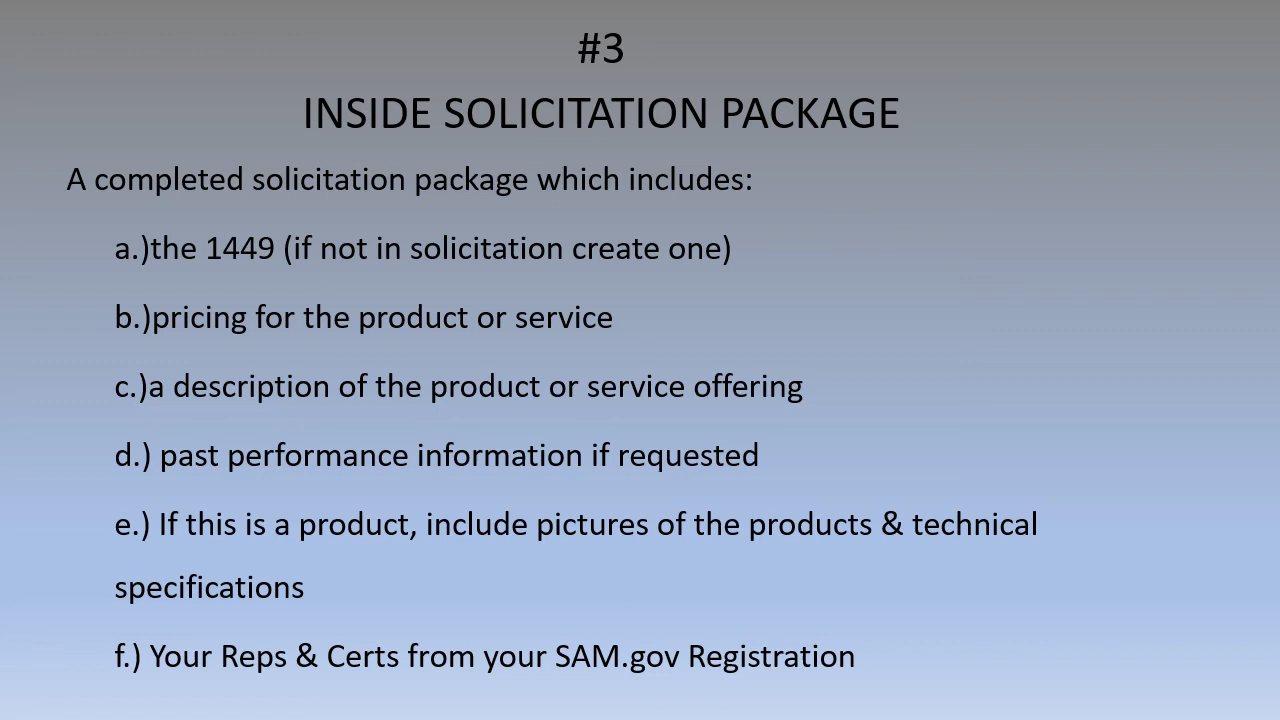 #3
INSIDE SOLICITATION PACKAGE
A completed solicitation package which includes:
a.)the 1449 (if not in solicitation create one)
b.)pricing for the product or service
c.)a description of the product or service offering
d.) past performance information if requested
e.) If this is a product, include pictures of the products & technical
specifications
f.) Your Reps & Certs from your SAM.gov Registration